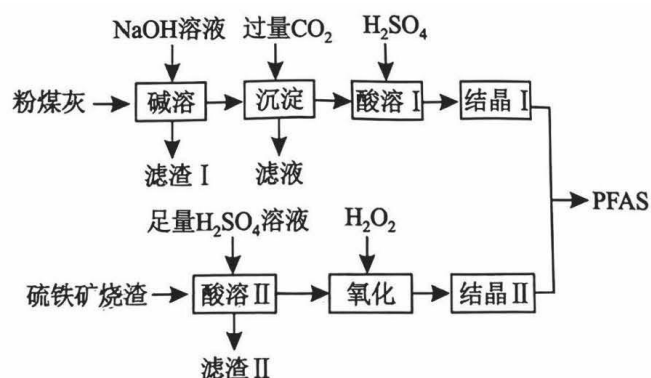 NaOH溶液 过量CO₂ H₂SO₄
粉煤灰 碱溶 沉淀 酸溶Ⅰ 结晶Ⅰ
滤渣Ⅰ 滤液
PFAS
足量H₂SO₄溶液 H₂O₂
硫铁矿烧渣 酸溶Ⅱ 氧化 结晶Ⅱ
滤渣Ⅱ